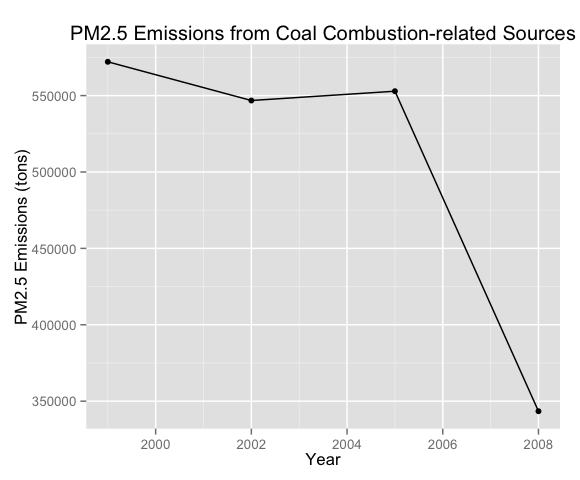 PM2.5 Emissions from Coal Combustion-related Sources
PM2.5 Emissions (tons)
550000
500000
450000
400000
350000
2000 2002 2004 2006 2008
Year